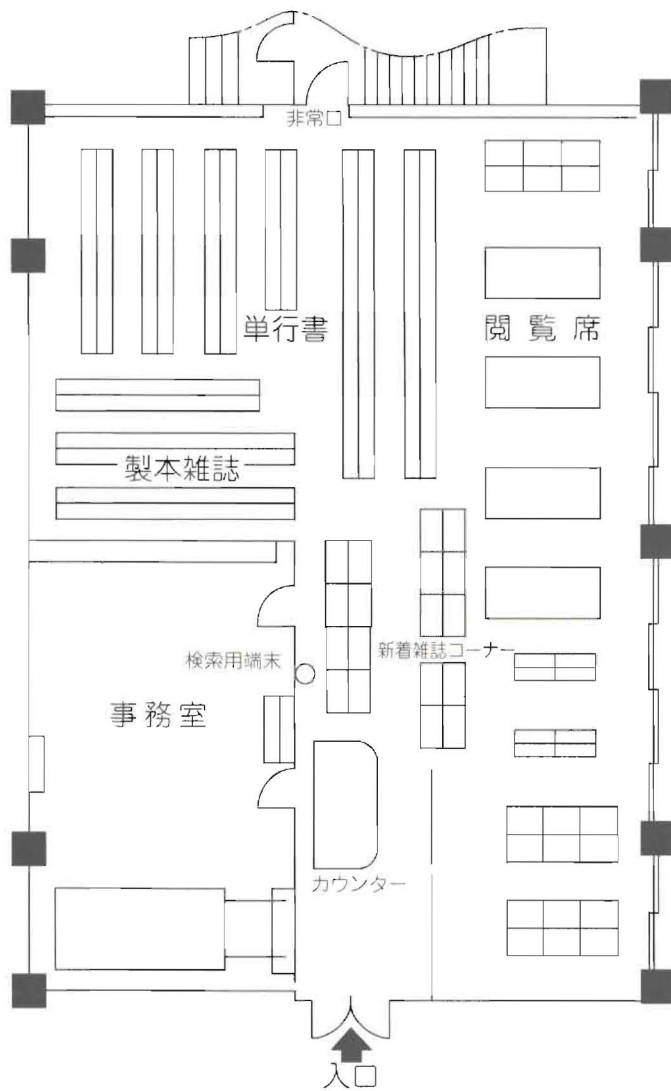 非常口
単行書
閲覧席
製本雑誌
新着雑誌コーナー
検索用端末
事務室
カウンター
入口